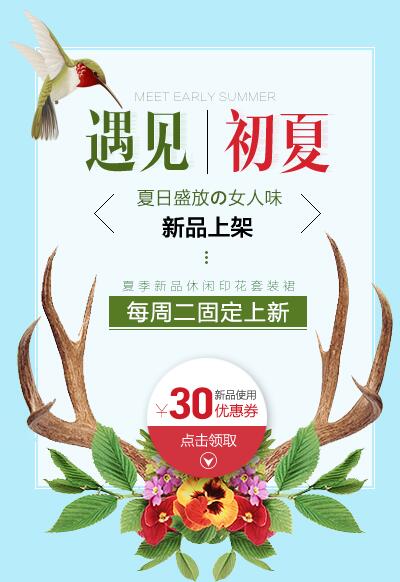 MEET EARLY SUMMER
遇见 初夏
夏日盛放の女人味
新品上架
夏季新品休闲印花套装裙
每周二固定上新
¥30 新品使用
优惠券
点击领取